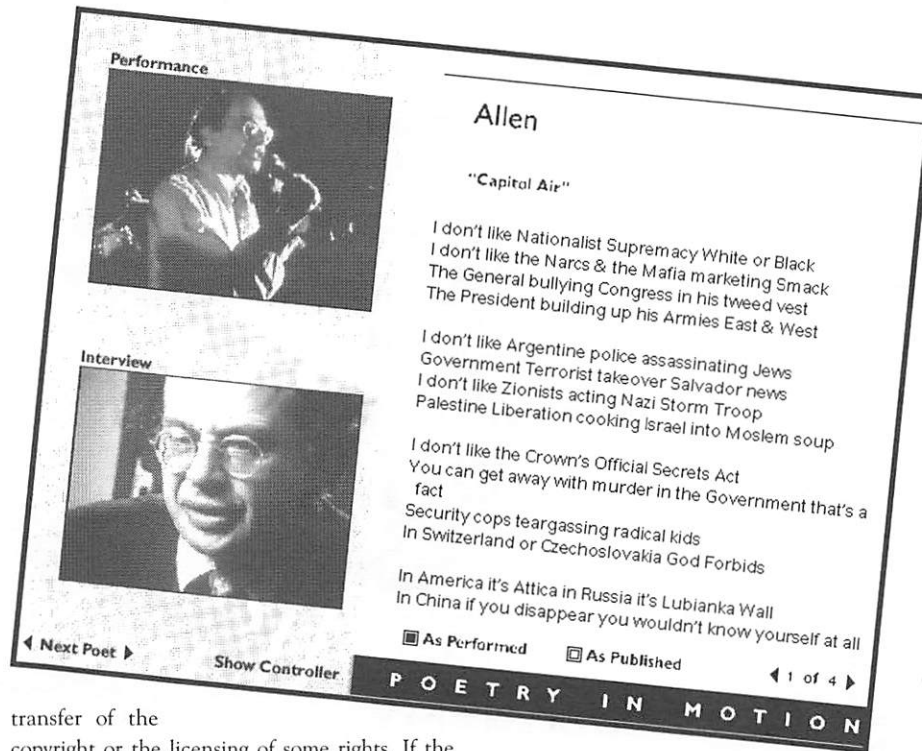 Performance
Allen
"Capitol Air"
I don't like Nationalist Supremacy White or Black
I don't like the Narcs & the Mafia marketing Smack
The General bullying Congress in his tweed vest
The President building up his Armies East & West
I don't like Argentine police assassinating Jews
Government Terrorist takeover Salvador news
I don't like Zionists acting Nazi Storm Troop
Palestine Liberation cooking Israel into Moslem soup
I don't like the Crown's Official Secrets Act
You can get away with murder in the Government that's a
fact
Security cops teargassing radical kids
In Switzerland or Czechoslovakia God Forbids
In America it's Attica in Russia it's Lubianka Wall
In China if you disappear you wouldn't know yourself at all
Interview
Next Poet
Show Controller
As Performed
As Published
1 of 4
POETRY IN MOTION
transfer of the
copyright or the licensing of some rights. If the